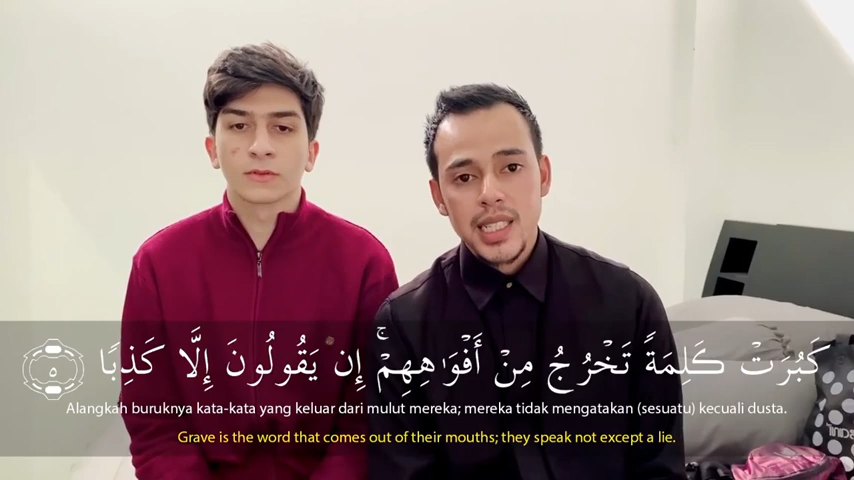 كَبُرَتْ كَلِمَةً تَخْرُجُ مِنْ أَفْوَٰهِهِمْ ۚ إِن يَقُولُونَ إِلَّا كَذِبًا ٥
Alangkah buruknya kata-kata yang keluar dari mulut mereka; mereka tidak mengatakan (sesuatu) kecuali dusta.
Grave is the word that comes out of their mouths; they speak not except a lie.